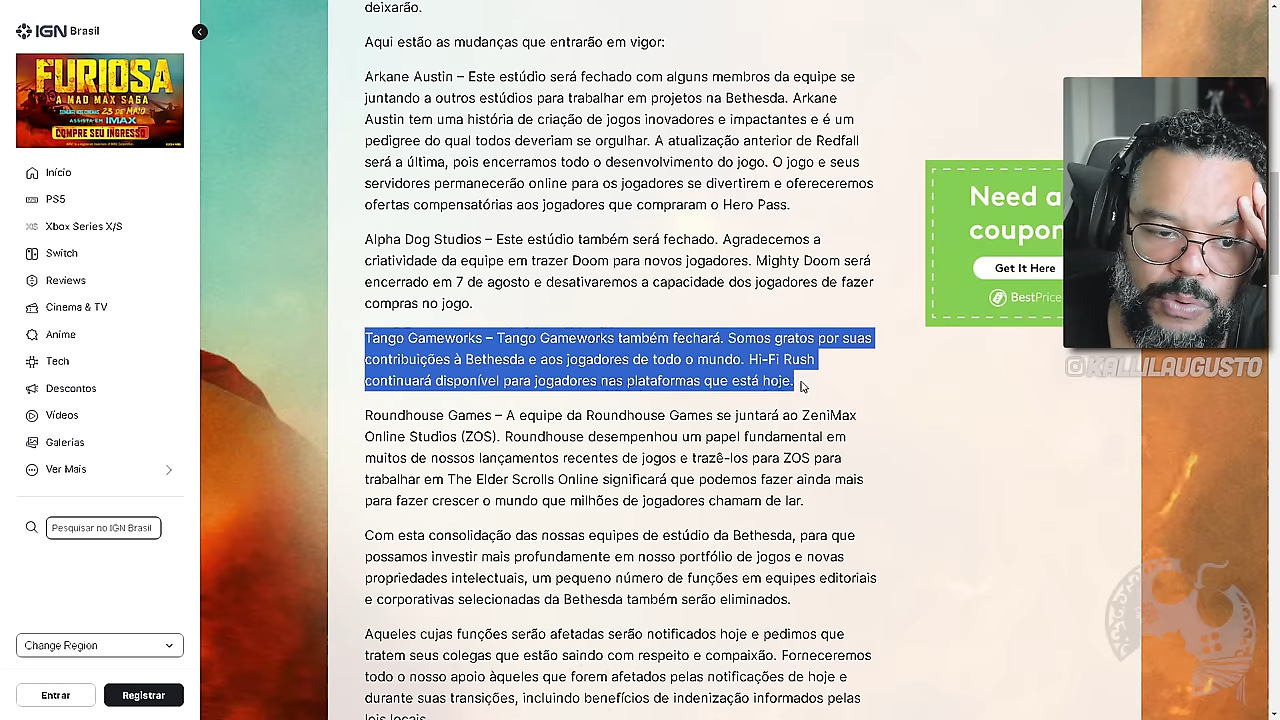 IGN Brasil
FURIOSA
A MAD MAX SAGA
SOMENTE NOS CINEMAS 23 DE MAIO
ASSISTA EM IMAX
COMPRE SEU INGRESSO
Início
PS5
XS Xbox Series X/S
Switch
Reviews
Cinema & TV
Anime
Tech
Descontos
Vídeos
Galerias
Ver Mais
Pesquisar no IGN Brasil
Change Region
Entrar
Registrar
deixarão.
Aqui estão as mudanças que entrarão em vigor:
Arkane Austin – Este estúdio será fechado com alguns membros da equipe se
juntando a outros estúdios para trabalhar em projetos na Bethesda. Arkane
Austin tem uma história de criação de jogos inovadores e impactantes e é um
pedigree do qual todos deveriam se orgulhar. A atualização anterior de Redfall
será a última, pois encerramos todo o desenvolvimento do jogo. O jogo e seus
servidores permanecerão online para os jogadores se divertirem e ofereceremos
ofertas compensatórias aos jogadores que compraram o Hero Pass.
Alpha Dog Studios – Este estúdio também será fechado. Agradecemos a
criatividade da equipe em trazer Doom para novos jogadores. Mighty Doom será
encerrado em 7 de agosto e desativaremos a capacidade dos jogadores de fazer
compras no jogo.
Tango Gameworks – Tango Gameworks também fechará. Somos gratos por suas
contribuições à Bethesda e aos jogadores de todo o mundo. Hi-Fi Rush
continuará disponível para jogadores nas plataformas que está hoje.
Roundhouse Games – A equipe da Roundhouse Games se juntará ao ZeniMax
Online Studios (ZOS). Roundhouse desempenhou um papel fundamental em
muitos de nossos lançamentos recentes de jogos e trazê-los para ZOS para
trabalhar em The Elder Scrolls Online significará que podemos fazer ainda mais
para fazer crescer o mundo que milhões de jogadores chamam de lar.
Com esta consolidação das nossas equipes de estúdio da Bethesda, para que
possamos investir mais profundamente em nosso portfólio de jogos e novas
propriedades intelectuais, um pequeno número de funções em equipes editoriais
e corporativas selecionadas da Bethesda também serão eliminados.
Aqueles cujas funções serão afetadas serão notificados hoje e pedimos que
tratem seus colegas que estão saindo com respeito e compaixão. Forneceremos
todo o nosso apoio àqueles que forem afetados pelas notificações de hoje e
durante suas transições, incluindo benefícios de indenização informados pelas
leis locais.
Need a
coupon
Get It Here
BestPrice
@KALLILAUGUSTO